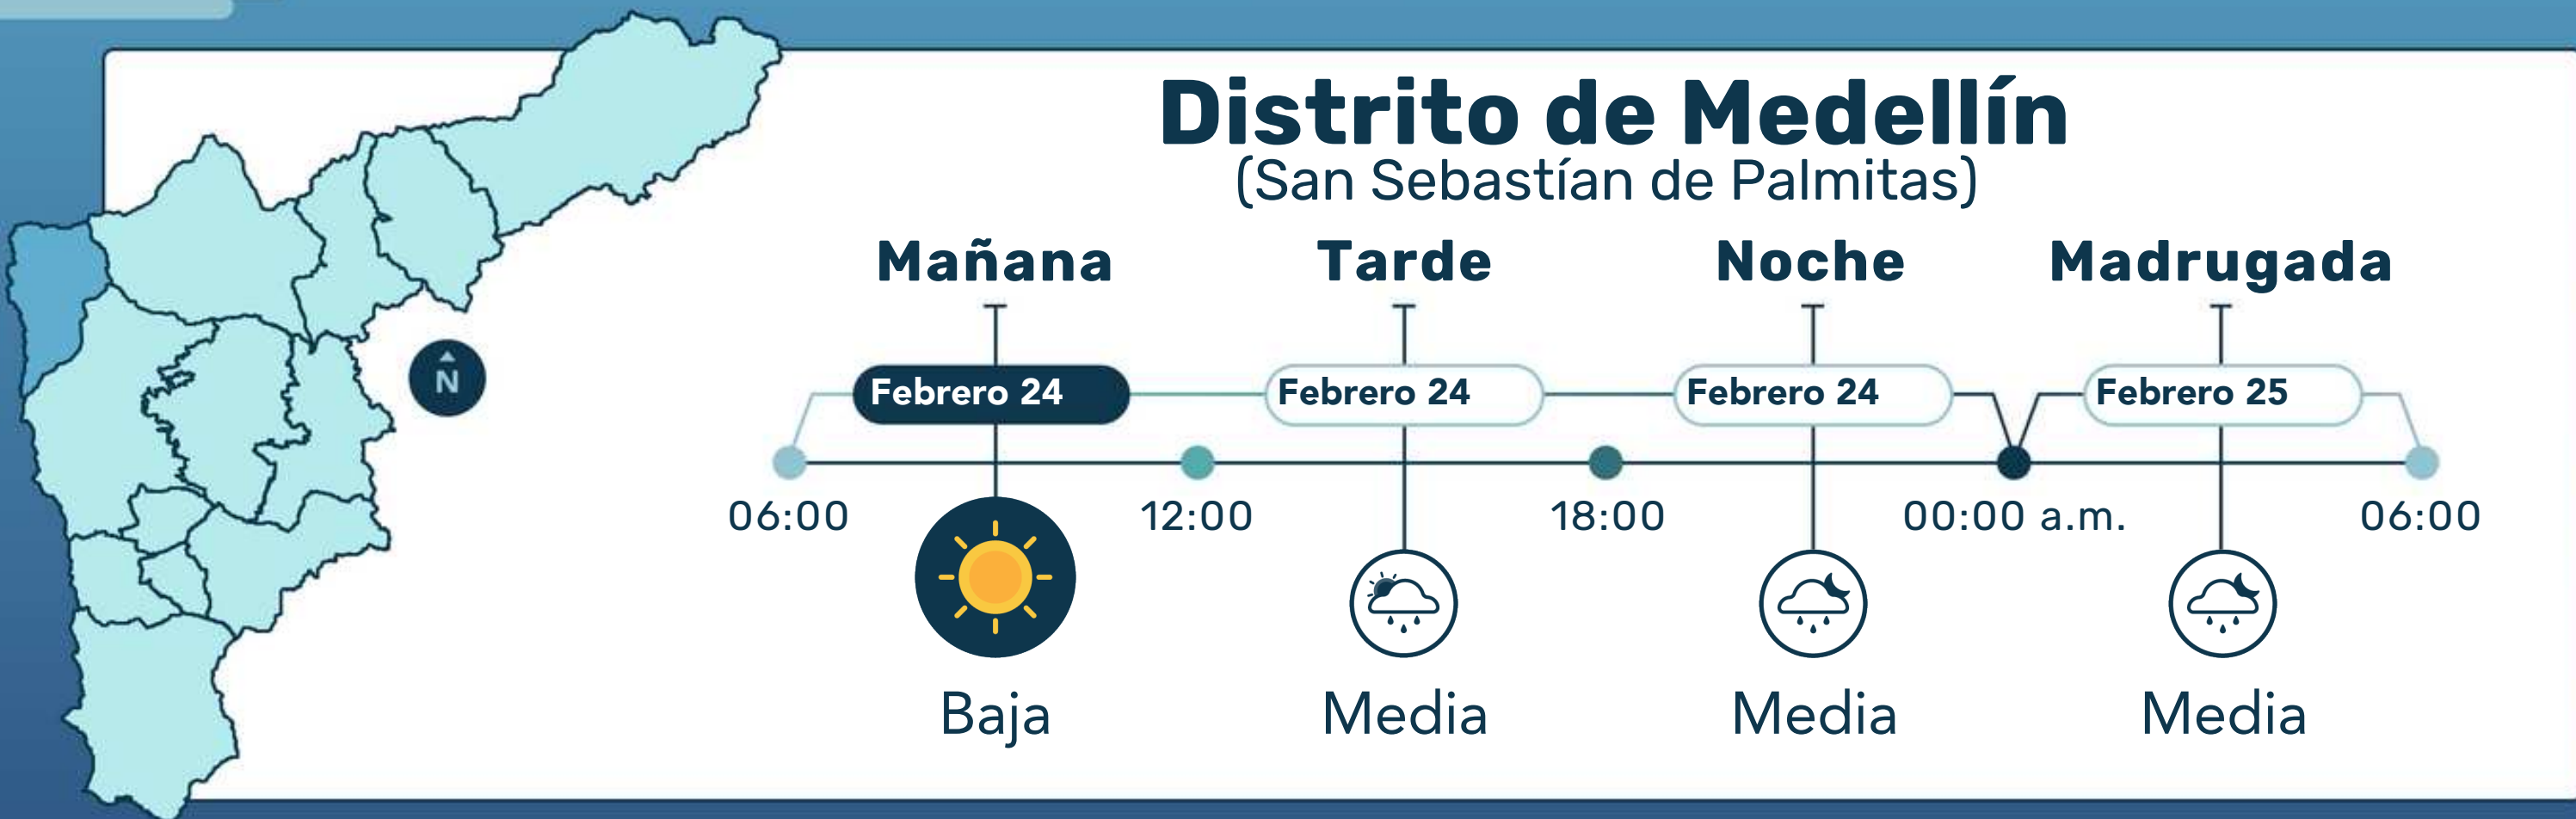 Distrito de Medellín
(San Sebastían de Palmitas)
Mañana Tarde Noche Madrugada
Febrero 24 Febrero 24 Febrero 24 Febrero 25
06:00 12:00 18:00 00:00 a.m. 06:00
Baja Media Media Media
N